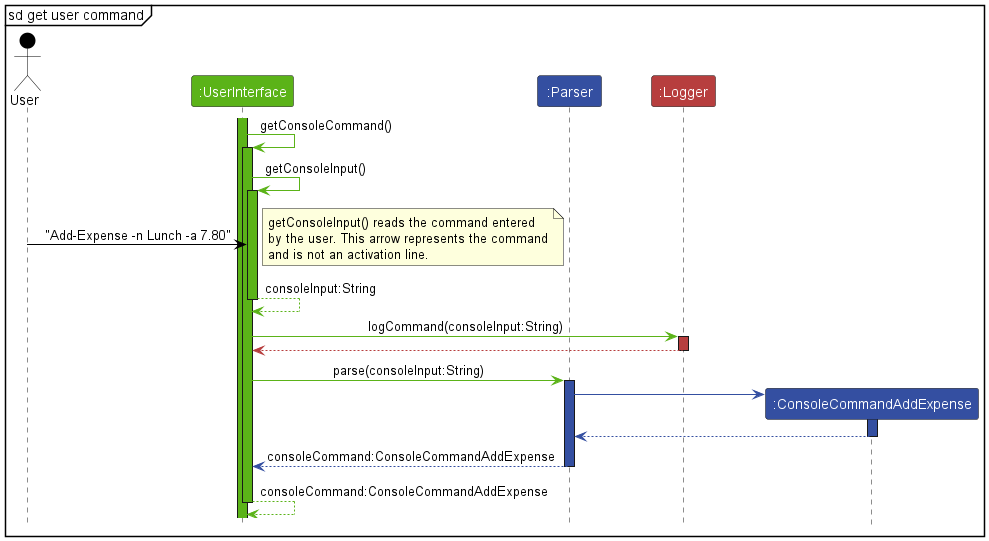 sd get user command
User
:UserInterface
:Parser
:Logger
getConsoleCommand()
getConsoleInput()
"Add-Expense -n Lunch -a 7.80"
getConsoleInput() reads the command entered
by the user. This arrow represents the command
and is not an activation line.
consoleInput:String
logCommand(consoleInput:String)
parse(consoleInput:String)
:ConsoleCommandAddExpense
consoleCommand:ConsoleCommandAddExpense
consoleCommand:ConsoleCommandAddExpense